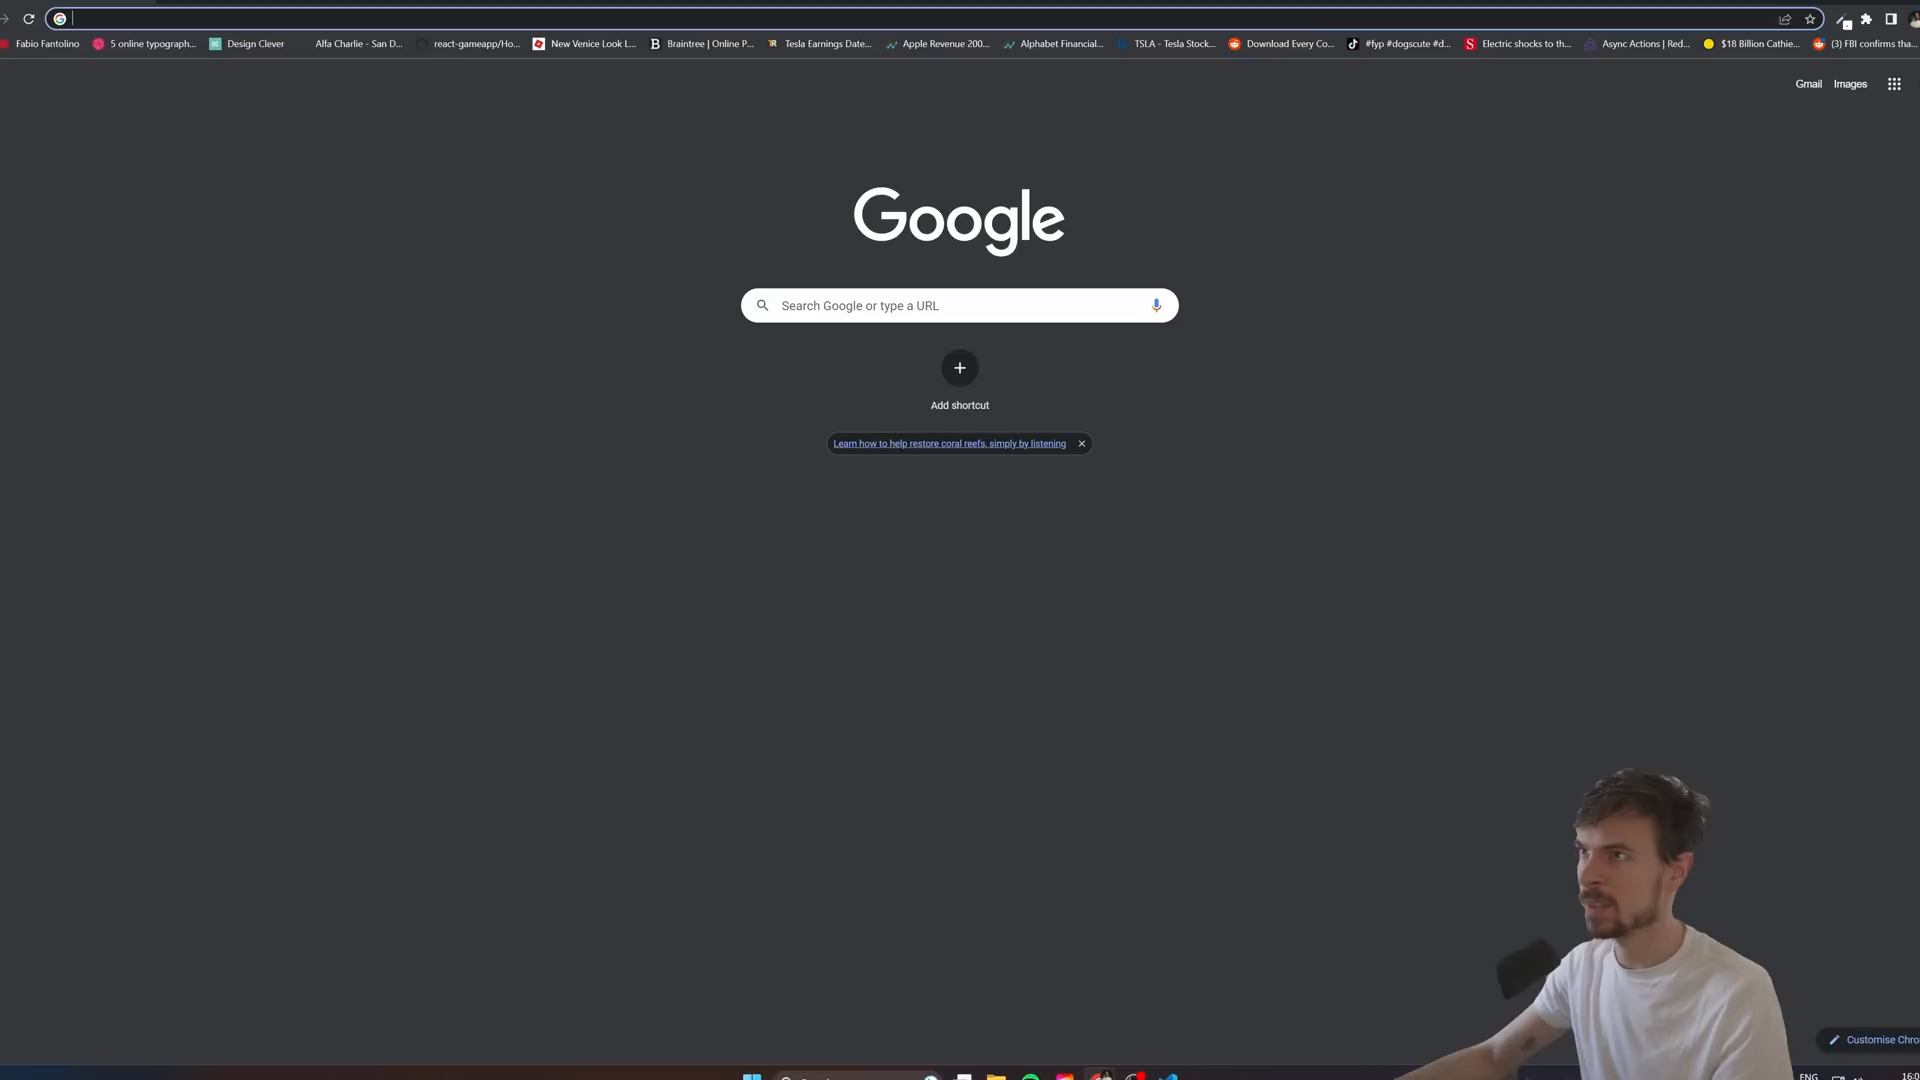 Fabio Fantolino
5 online typograph...
Design Clever
Alfa Charlie - San D...
react-gameapp/Ho...
New Venice Look L...
Braintree | Online P...
Tesla Earnings Date...
Apple Revenue 200...
Alphabet Financial...
TSLA - Tesla Stock...
Download Every Co...
#fyp #dogscute #d...
Electric shocks to th...
Async Actions | Red...
$18 Billion Cathie...
(3) FBI confirms tha...
Gmail
Images
Google
Search Google or type a URL
Add shortcut
Learn how to help restore coral reefs, simply by listening
Customise Chro
ENG
16:0